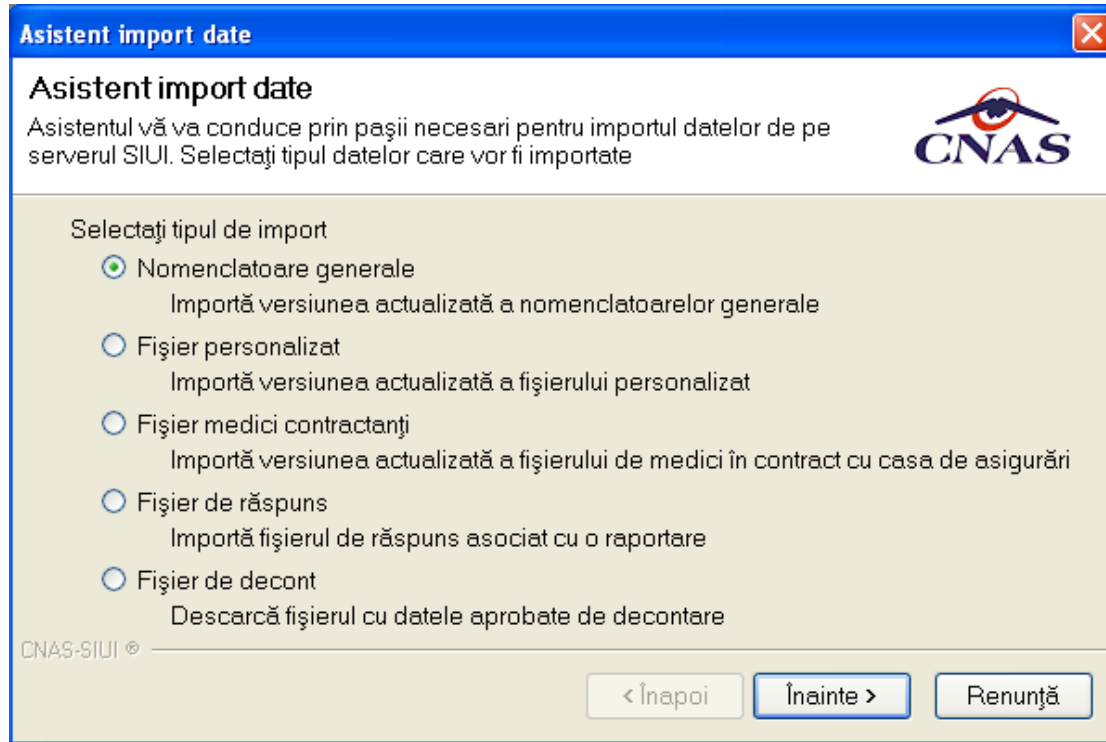 Asistent import date
Asistent import date
Asistentul vă va conduce prin paşii necesari pentru importul datelor de pe
serverul SIUI. Selectaţi tipul datelor care vor fi importate
CNAS
Selectaţi tipul de import
Nomenclatoare generale
Importă versiunea actualizată a nomenclatoarelor generale
Fişier personalizat
Importă versiunea actualizată a fişierului personalizat
Fişier medici contractanţi
Importă versiunea actualizată a fişierului de medici în contract cu casa de asigurări
Fişier de răspuns
Importă fişierul de răspuns asociat cu o raportare
Fişier de decont
Descarcă fişierul cu datele aprobate de decontare
CNAS-SIUI ®
< Înapoi
Înainte >
Renunţă